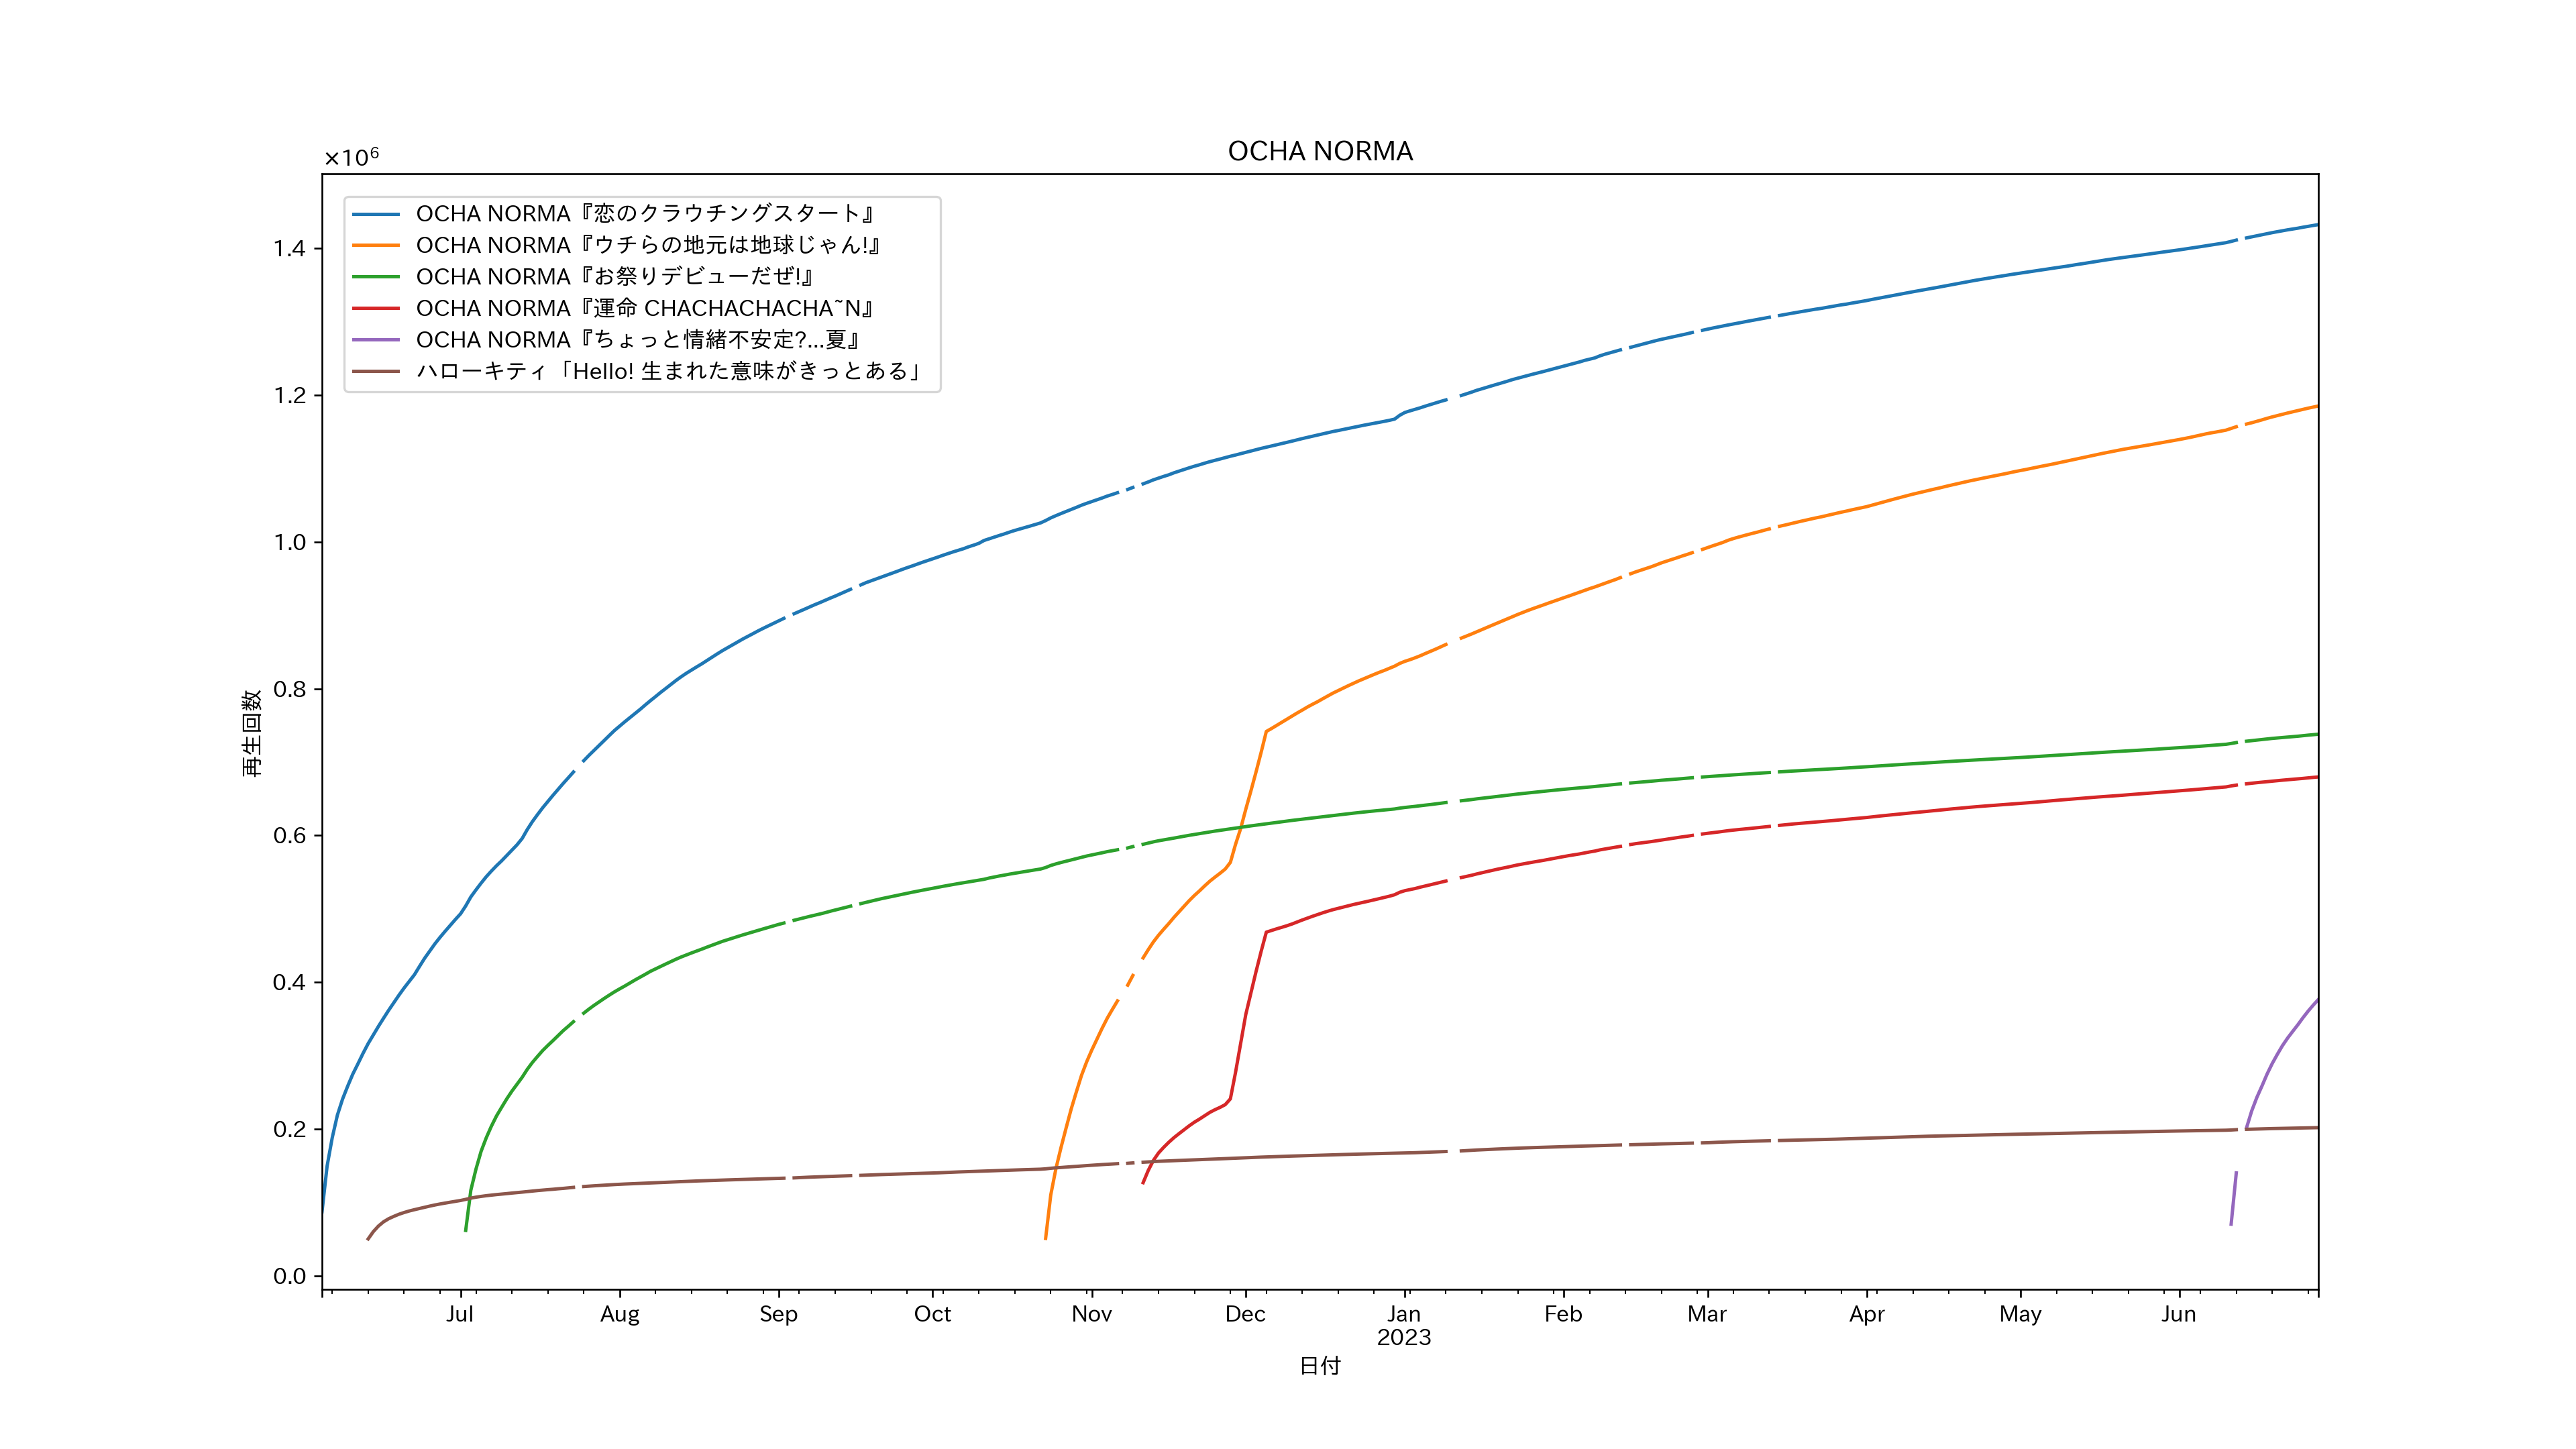 OCHA NORMA
×10⁶
OCHA NORMA『恋のクラウチングスタート』
OCHA NORMA『ウチらの地元は地球じゃん!』
OCHA NORMA『お祭りデビューだぜ!』
OCHA NORMA『運命 CHACHACHACHA~N』
OCHA NORMA『ちょっと情緒不安定?...夏』
ハローキティ「Hello! 生まれた意味がきっとある」
1.4
1.2
1.0
0.8
0.6
0.4
0.2
0.0
再生回数
Jul Aug Sep Oct Nov Dec Jan Feb Mar Apr May Jun
2023
日付